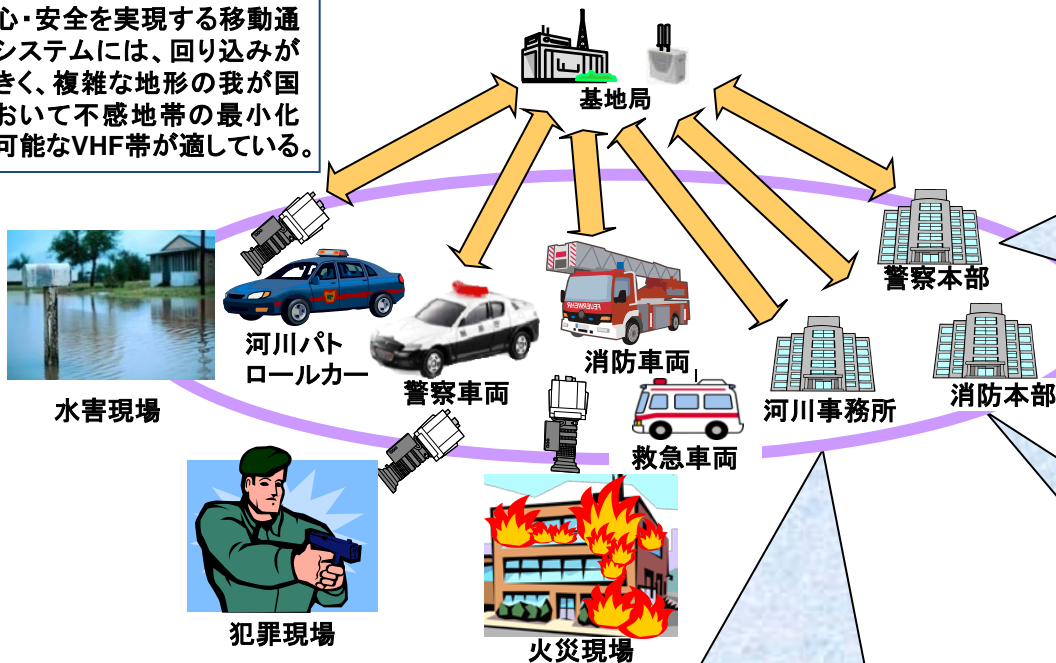 心・安全を実現する移動通
システムには、回り込みが
きく、複雑な地形の我が国
おいて不感地帯の最小化
可能なVHF帯が適している。
基地局
警察本部
河川パト
ロールカー
消防車両
警察車両
河川事務所
消防本部
水害現場
救急車両
犯罪現場
火災現場